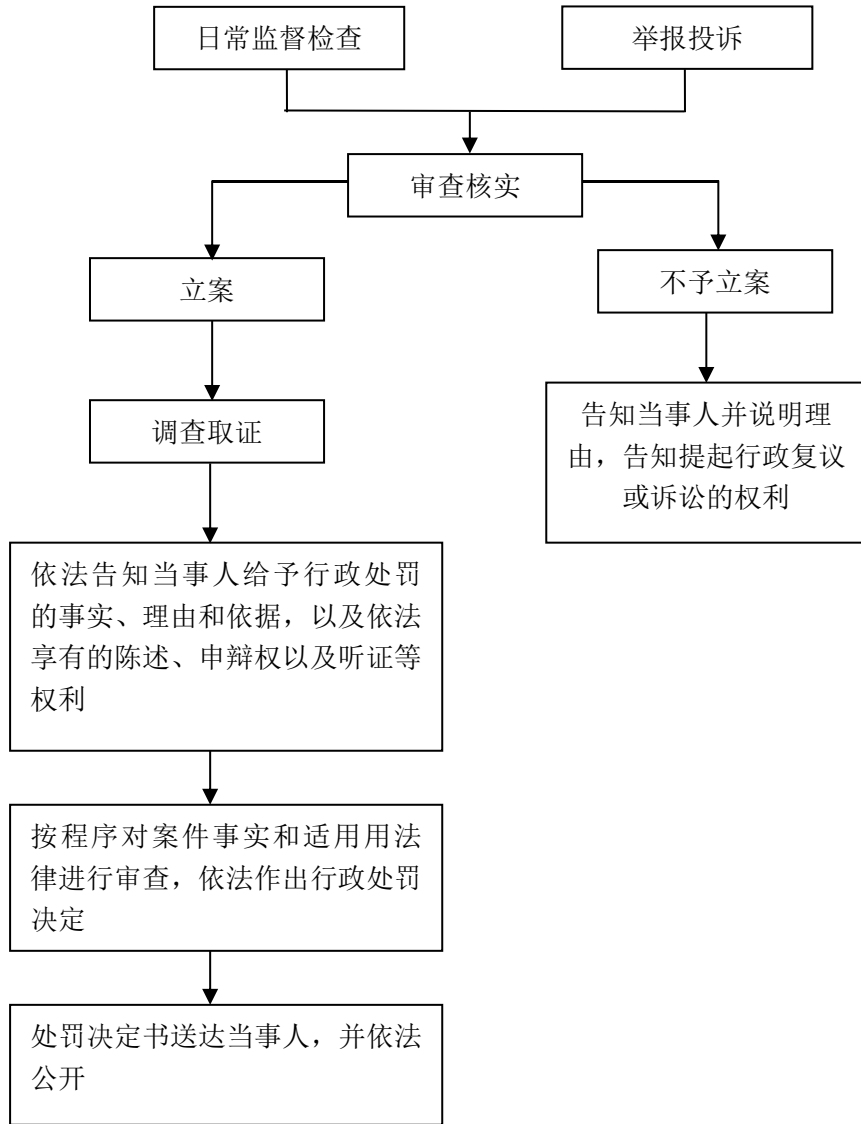 日常监督检查
举报投诉
审查核实
立案
不予立案
调查取证
告知当事人并说明理
由，告知提起行政复议
或诉讼的权利
依法告知当事人给予行政处罚
的事实、理由和依据，以及依法
享有的陈述、申辩权以及听证等
权利
按程序对案件事实和适用用法
律进行审查，依法作出行政处罚
决定
处罚决定书送达当事人，并依法
公开